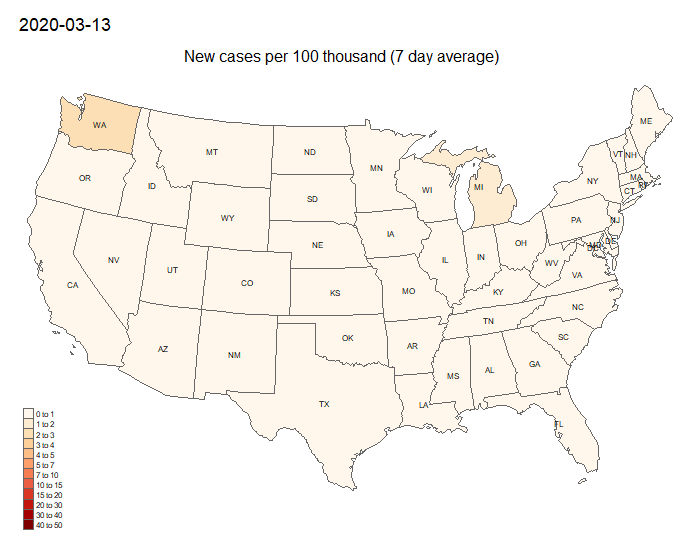 2020-03-13
New cases per 100 thousand (7 day average)
WA
ME
MT
ND
MN
VT
NH
OR
ID
WI
MI
NY
MA
CT
RI
SD
WY
PA
NJ
IA
NE
OH
DE
MD
DC
NV
UT
CO
IL
IN
WV
VA
CA
KS
MO
KY
NC
TN
AZ
NM
OK
AR
SC
MS
AL
GA
TX
LA
FL
0 to 1
1 to 2
2 to 3
3 to 4
4 to 5
5 to 7
7 to 10
10 to 15
15 to 20
20 to 30
30 to 40
40 to 50